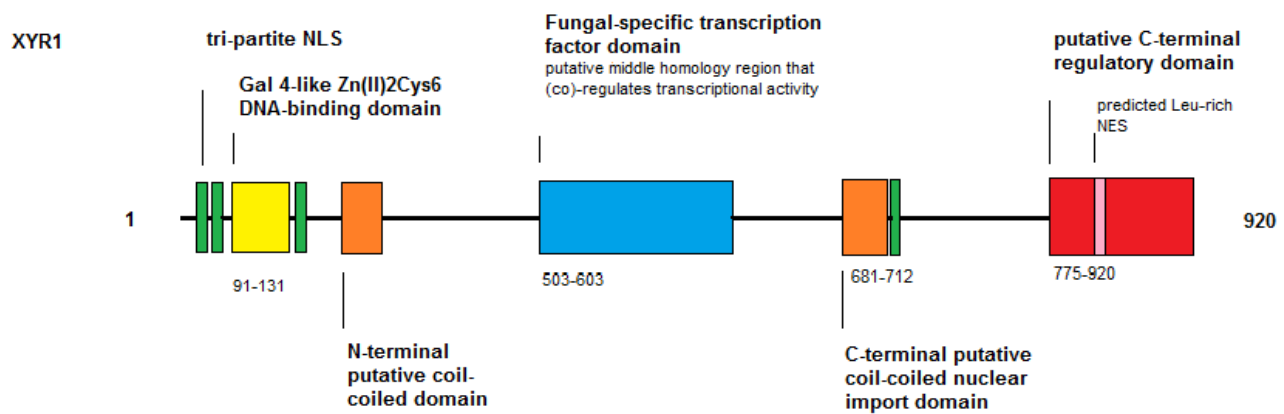 XYR1
tri-partite NLS
Gal 4-like Zn(II)2Cys6
DNA-binding domain
Fungal-specific transcription
factor domain
putative middle homology region that
(co)-regulates transcriptional activity
putative C-terminal
regulatory domain
predicted Leu-rich
NES
1
920
91-131
503-603
681-712
775-920
N-terminal
putative coil-
coiled domain
C-terminal putative
coil-coiled nuclear
import domain